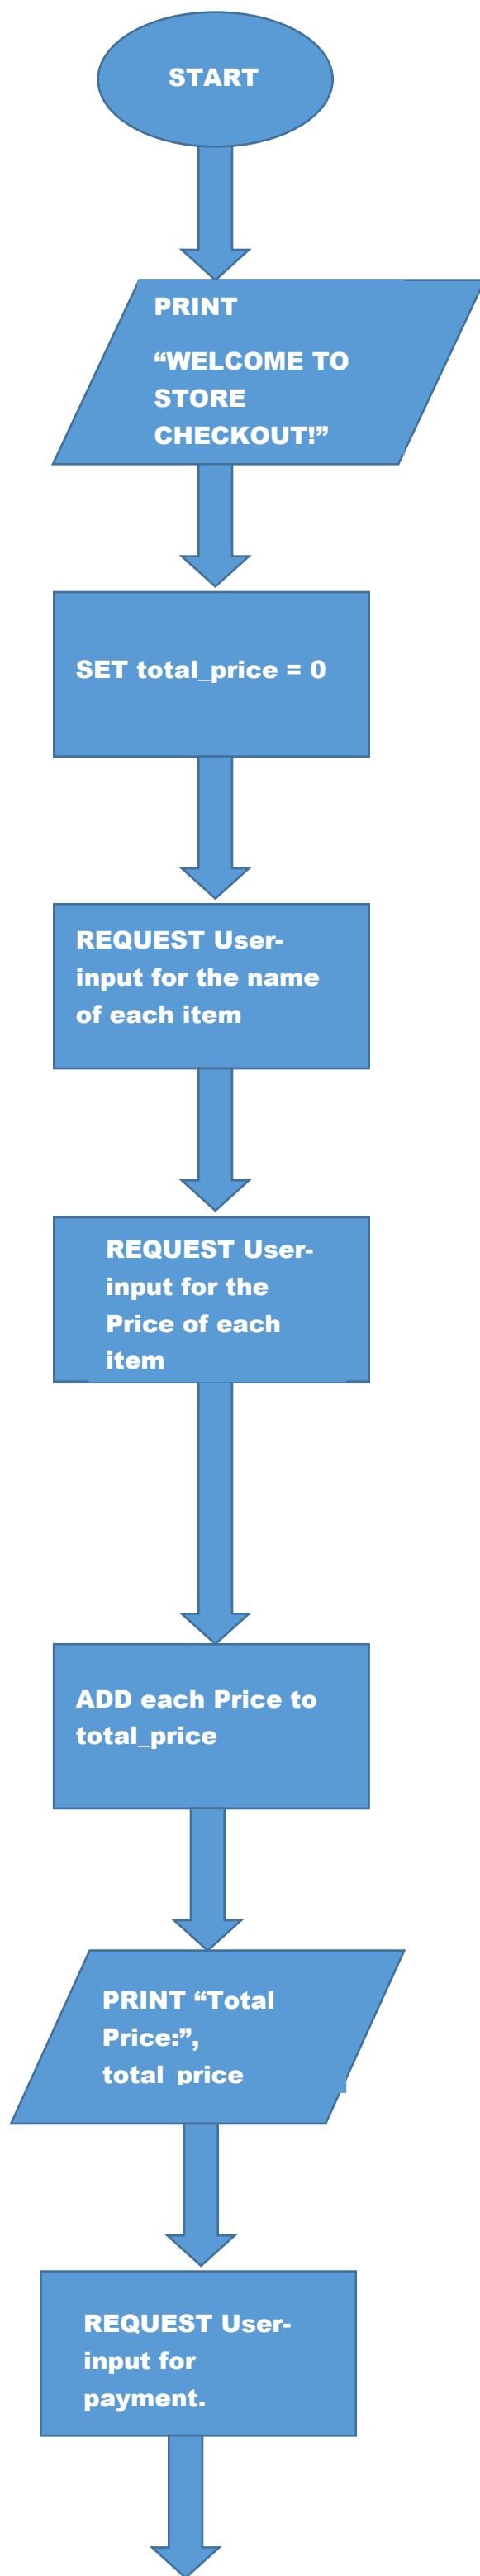 START
PRINT
“WELCOME TO
STORE
CHECKOUT!”
SET total_price = 0
REQUEST User-
input for the name
of each item
REQUEST User-
input for the
Price of each
item
ADD each Price to
total_price
PRINT “Total
Price:”,
total_price
REQUEST User-
input for
payment.